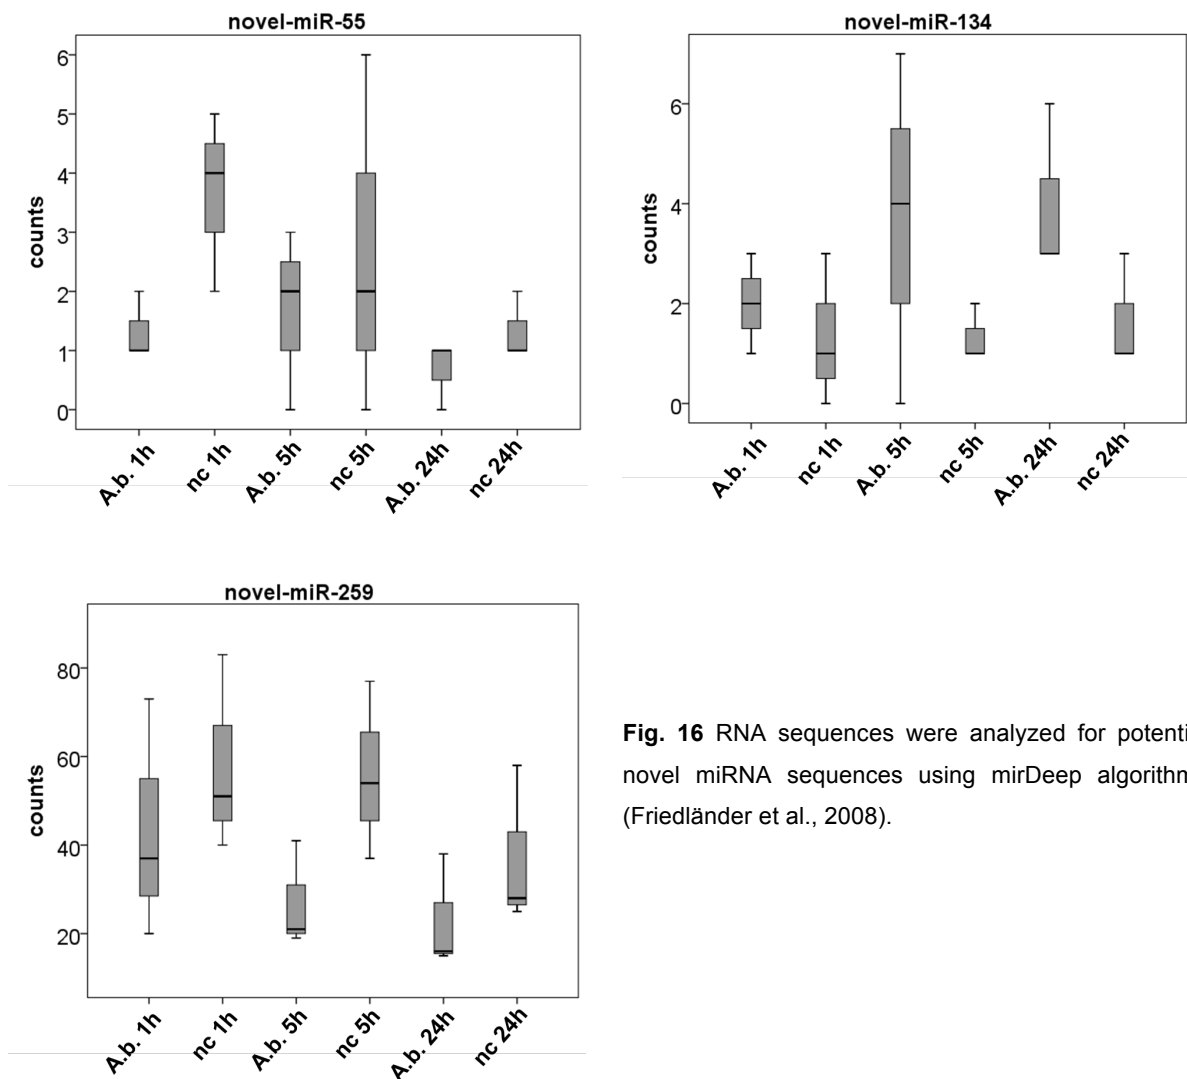 novel-miR-55
counts
6
5
4
3
2
1
0
A.b. 1h
nc 1h
A.b. 5h
nc 5h
A.b. 24h
nc 24h
novel-miR-134
counts
6
4
2
0
A.b. 1h
nc 1h
A.b. 5h
nc 5h
A.b. 24h
nc 24h
novel-miR-259
counts
80
60
40
20
A.b. 1h
nc 1h
A.b. 5h
nc 5h
A.b. 24h
nc 24h
Fig. 16 RNA sequences were analyzed for potenti
novel miRNA sequences using mirDeep algorithm
(Friedländer et al., 2008).